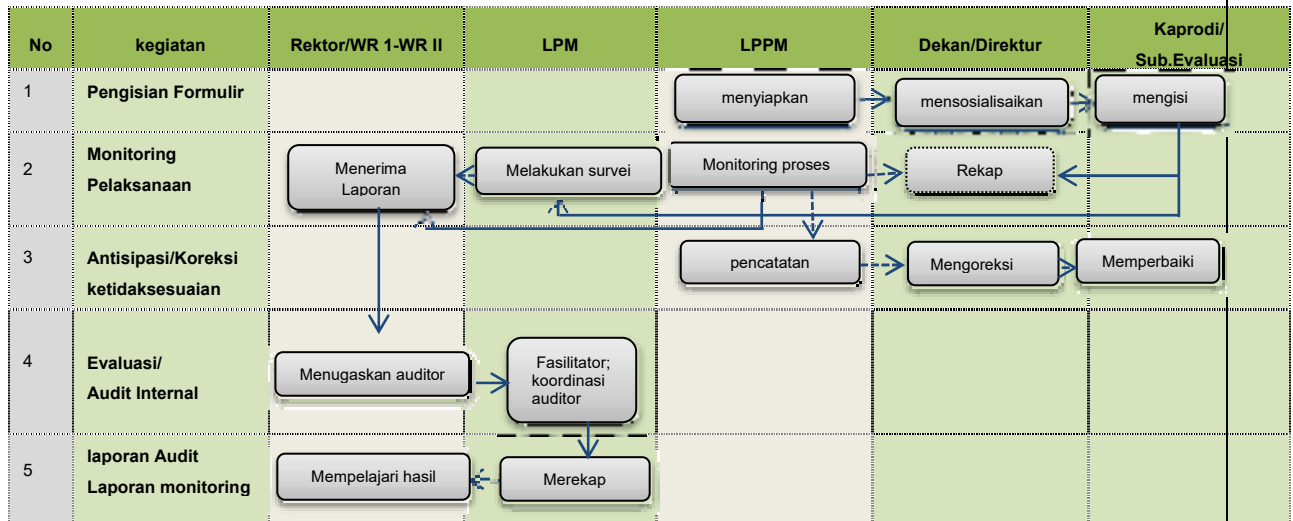 No
kegiatan
Rektor/WR 1-WR II
LPM
LPPM
Dekan/Direktur
Kaprodi/
Sub.Evaluasi
1
Pengisian Formulir
menyiapkan
mensosialisaikan
mengisi
2
Monitoring
Pelaksanaan
Menerima
Laporan
Melakukan survei
Monitoring proses
Rekap
3
Antisipasi/Koreksi
ketidaksesuaian
pencatatan
Mengoreksi
Memperbaiki
4
Evaluasi/
Audit Internal
Menugaskan auditor
Fasilitator;
koordinasi
auditor
5
laporan Audit
Laporan monitoring
Mempelajari hasil
Merekap